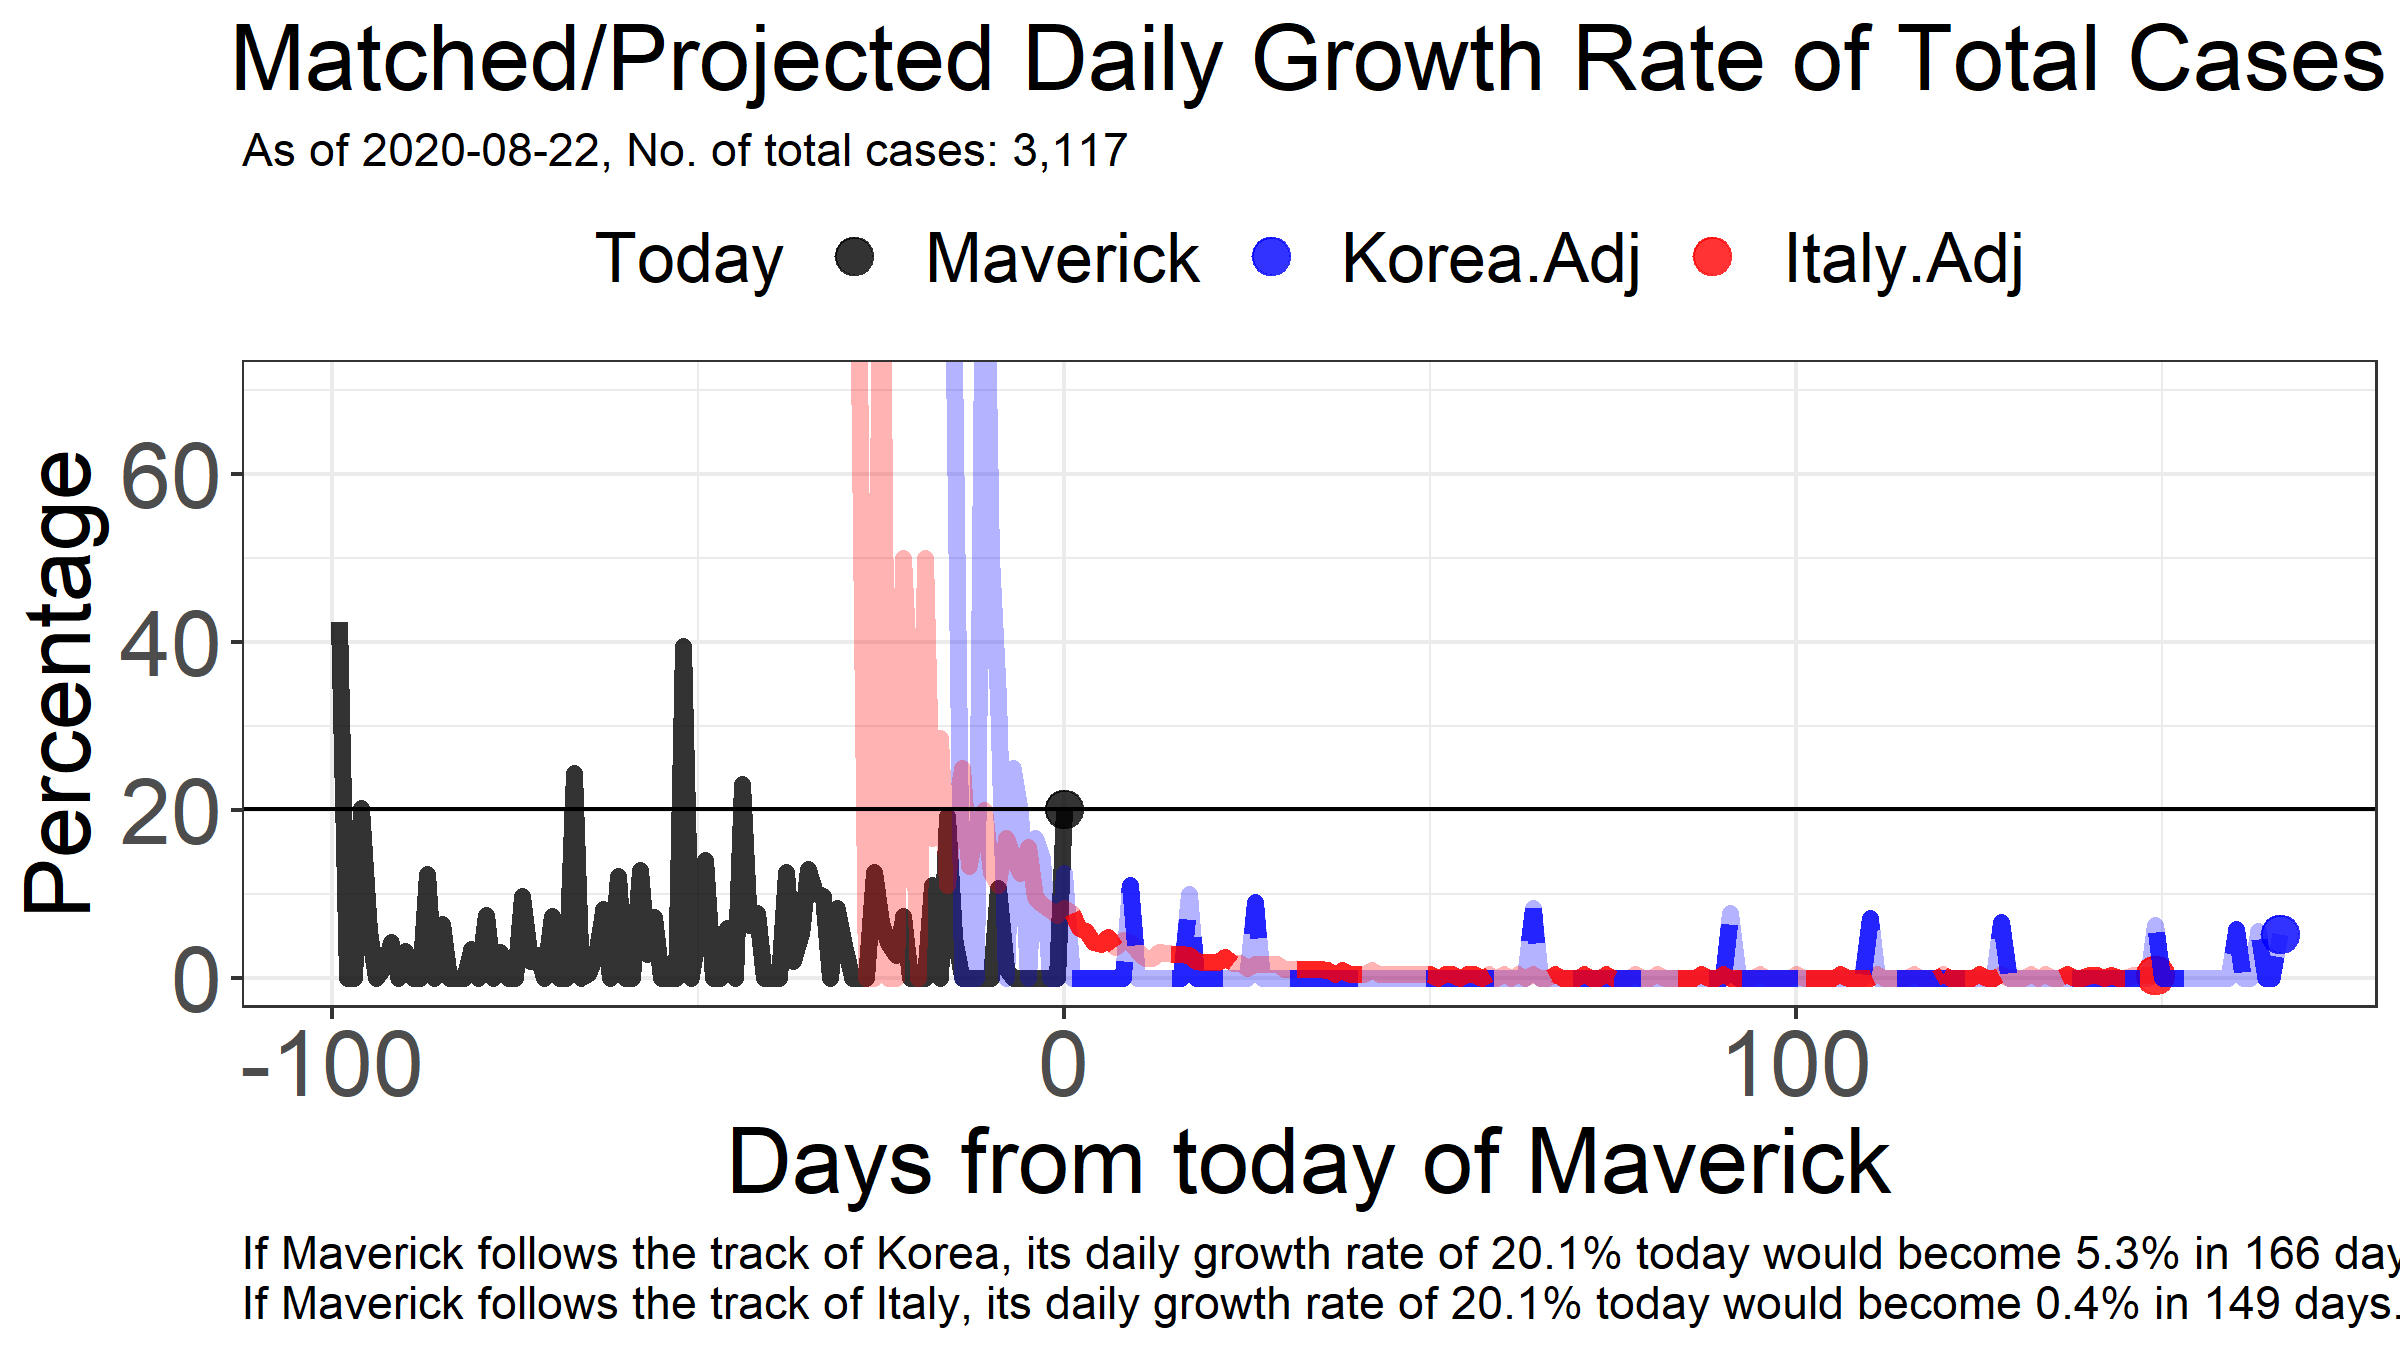 Matched/Projected Daily Growth Rate of Total Cases
As of 2020-08-22, No. of total cases: 3,117
Today Maverick Korea.Adj Italy.Adj
Percentage
60
40
20
0
-100 0 100
Days from today of Maverick
If Maverick follows the track of Korea, its daily growth rate of 20.1% today would become 5.3% in 166 day
If Maverick follows the track of Italy, its daily growth rate of 20.1% today would become 0.4% in 149 days.